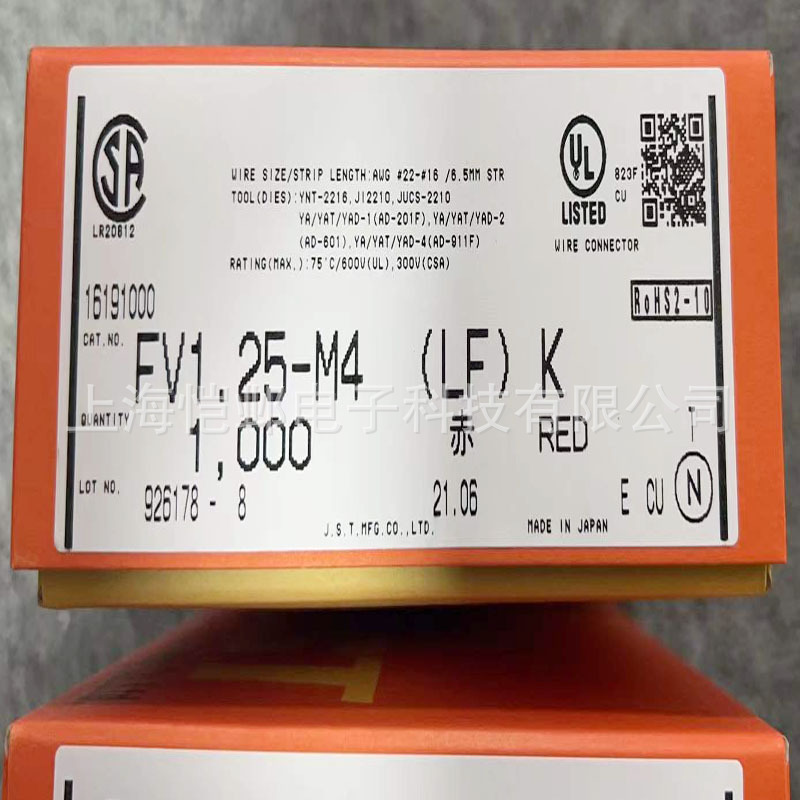 SA
LR20812
WIRE SIZE/STRIP LENGTH:AWG #22-#16 /6.5MM STR
TOOL(DIES):YNT-2216,JI2210,JUCS-2210
YA/YAT/YAD-1(AD-201F),YA/YAT/YAD-2
(AD-601),YA/YAT/YAD-4(AD-911F)
RATING(MAX.):75℃/600V(UL),300V(CSA)
UL
LISTED
823F
CU
WIRE CONNECTOR
16191000
RoHS2-10
CAT.NO.
FV1.25-M4 (LF)K
上海恺邺电子科技有限公司
QUANTITY
1,000
赤 RED
T
LOT NO.
926178 - 8
21.06
E CU N
J.S.T.MFG.CO.,LTD.
MADE IN JAPAN